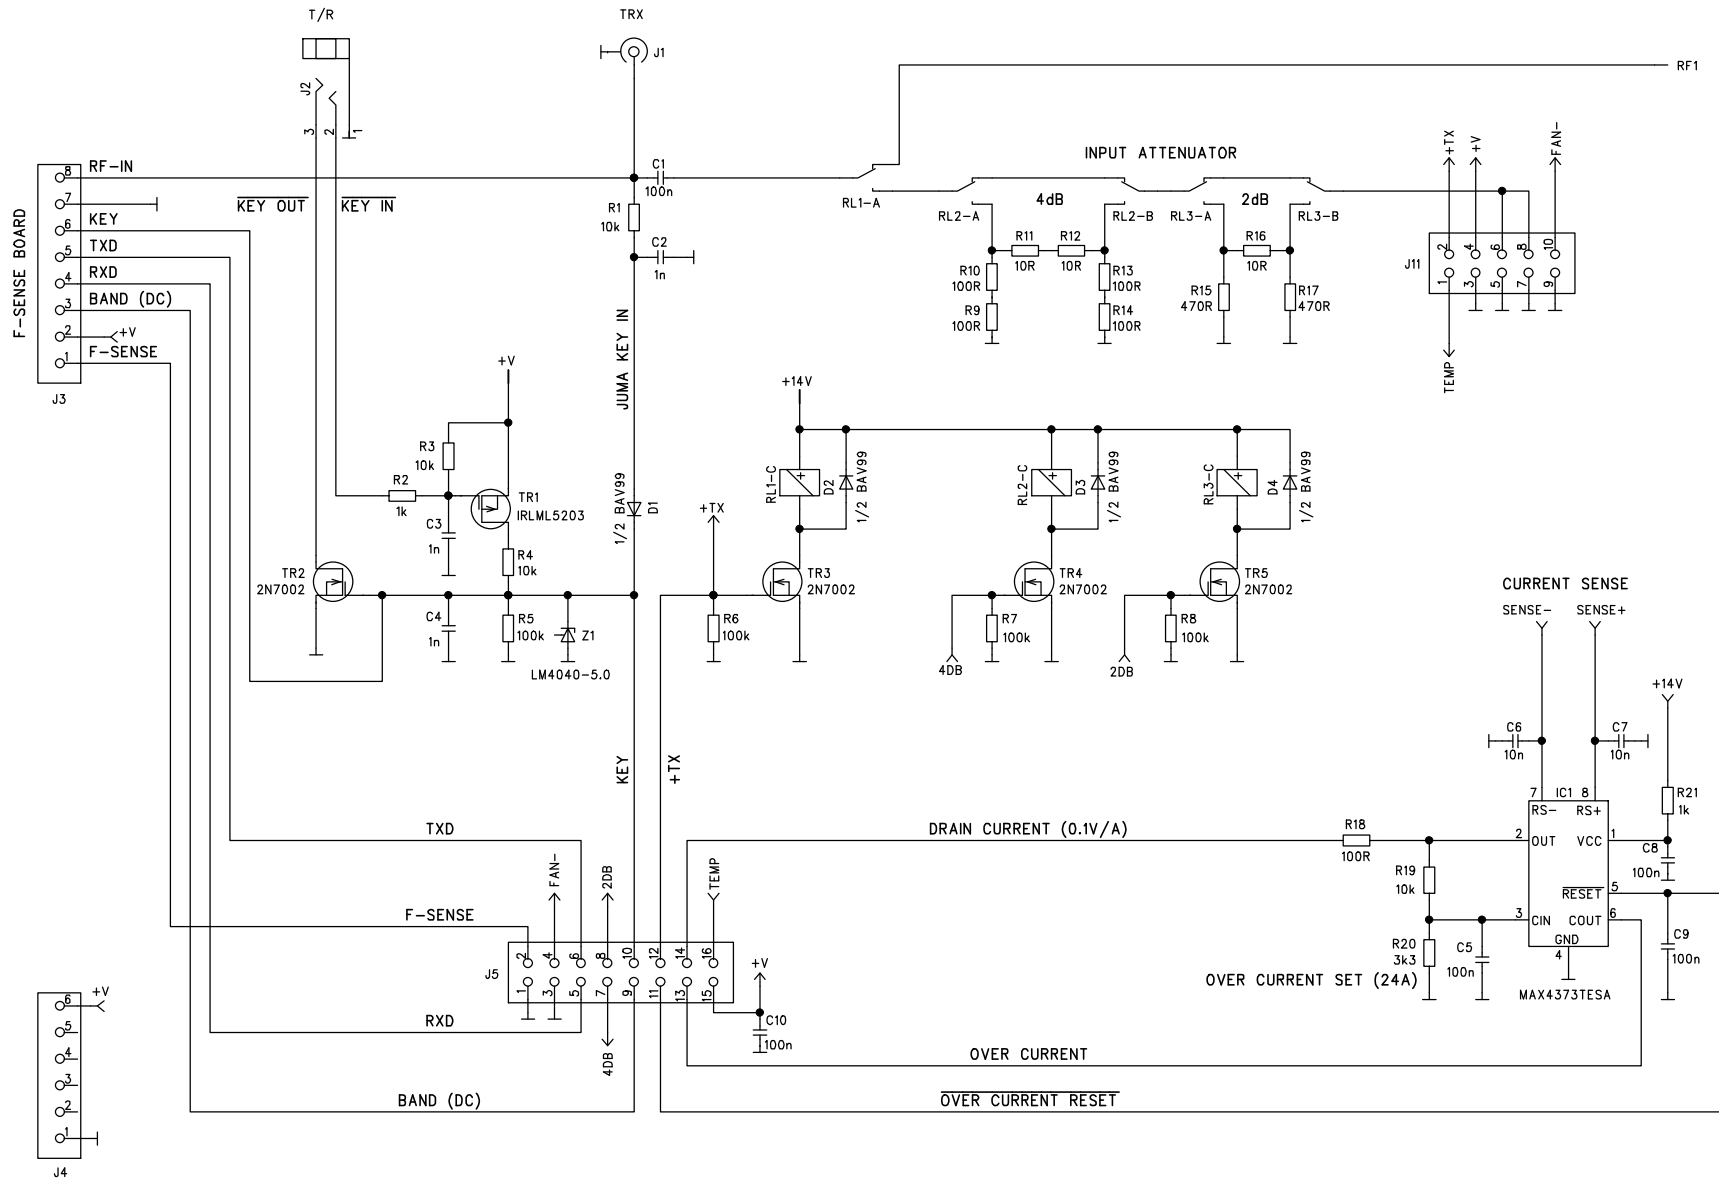 T/R
TRX
J1
RF1
J2
3
2
1
F-SENSE BOARD
8 RF-IN
7
6 KEY
5 TXD
4 RXD
3 BAND (DC)
2 +V
1 F-SENSE
J3
KEY OUT
KEY IN
C1
100n
R1
10k
C2
1n
JUMA KEY IN
INPUT ATTENUATOR
RL1-A
RL2-A
4dB
RL2-B
RL3-A
2dB
RL3-B
R11
10R
R12
10R
R16
10R
R10
100R
R9
100R
R13
100R
R14
100R
R15
470R
R17
470R
+TX
+V
FAN-
2
4
6
8
10
J11
1
3
5
7
9
TEMP
+V
R3
10k
R2
1k
TR1
IRLML5203
C3
1n
R4
10k
1/2 BAV99
D1
TR2
2N7002
C4
1n
R5
100k
Z1
LM4040-5.0
+14V
RL1-C
+
D2
1/2 BAV99
RL2-C
+
D3
1/2 BAV99
RL3-C
+
D4
1/2 BAV99
+TX
TR3
2N7002
R6
100k
TR4
2N7002
R7
100k
4DB
TR5
2N7002
R8
100k
2DB
CURRENT SENSE
SENSE-
SENSE+
+14V
C6
10n
C7
10n
R21
1k
7
IC1
8
RS-
RS+
2
OUT
VCC
1
C8
100n
RESET
5
3
CIN
COUT
6
GND
4
MAX4373TESA
C9
100n
R18
100R
R19
10k
R20
3k3
C5
100n
OVER CURRENT SET (24A)
KEY
+TX
DRAIN CURRENT (0.1V/A)
TXD
FAN-
2DB
TEMP
F-SENSE
2
4
6
8
10
12
14
16
J5
1
3
5
7
9
11
13
15
+V
C10
100n
RXD
4DB
OVER CURRENT
BAND (DC)
OVER CURRENT RESET
6
+V
5
4
3
2
1
J4